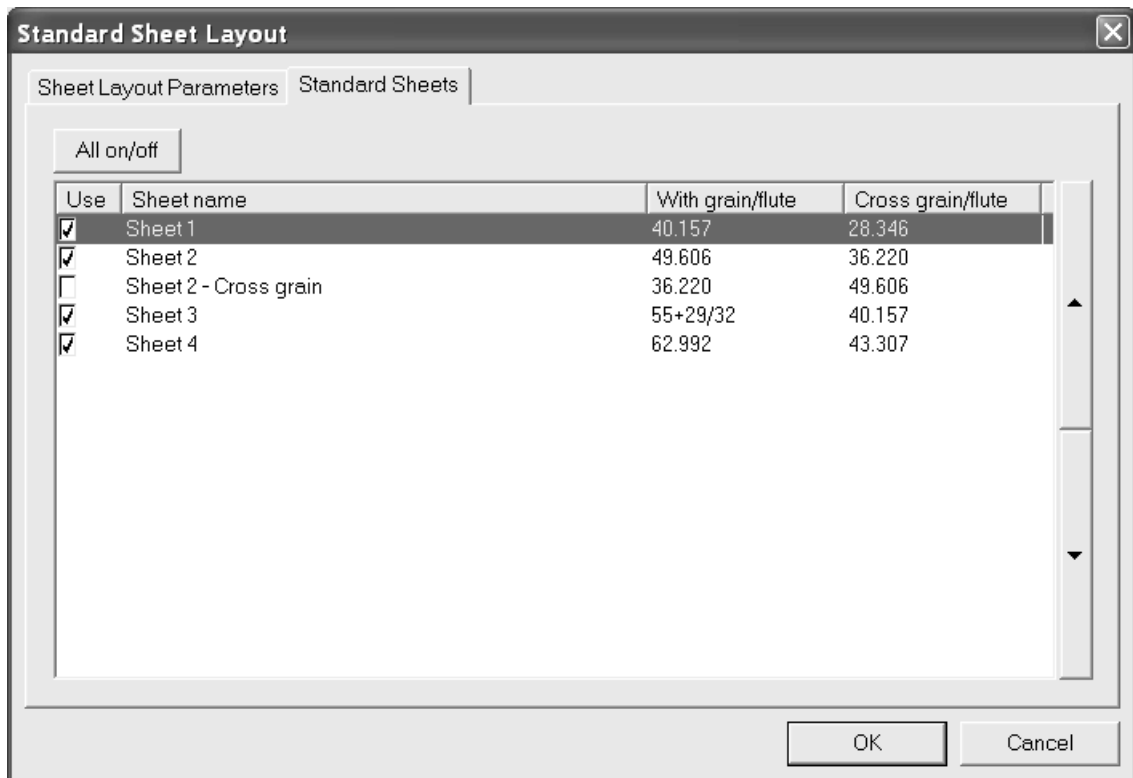 Standard Sheet Layout
Sheet Layout Parameters Standard Sheets
All on/off
Use Sheet name With grain/flute Cross grain/flute
Sheet 1 40.157 28.346
Sheet 2 49.606 36.220
Sheet 2 - Cross grain 36.220 49.606
Sheet 3 55+29/32 40.157
Sheet 4 62.992 43.307
OK Cancel